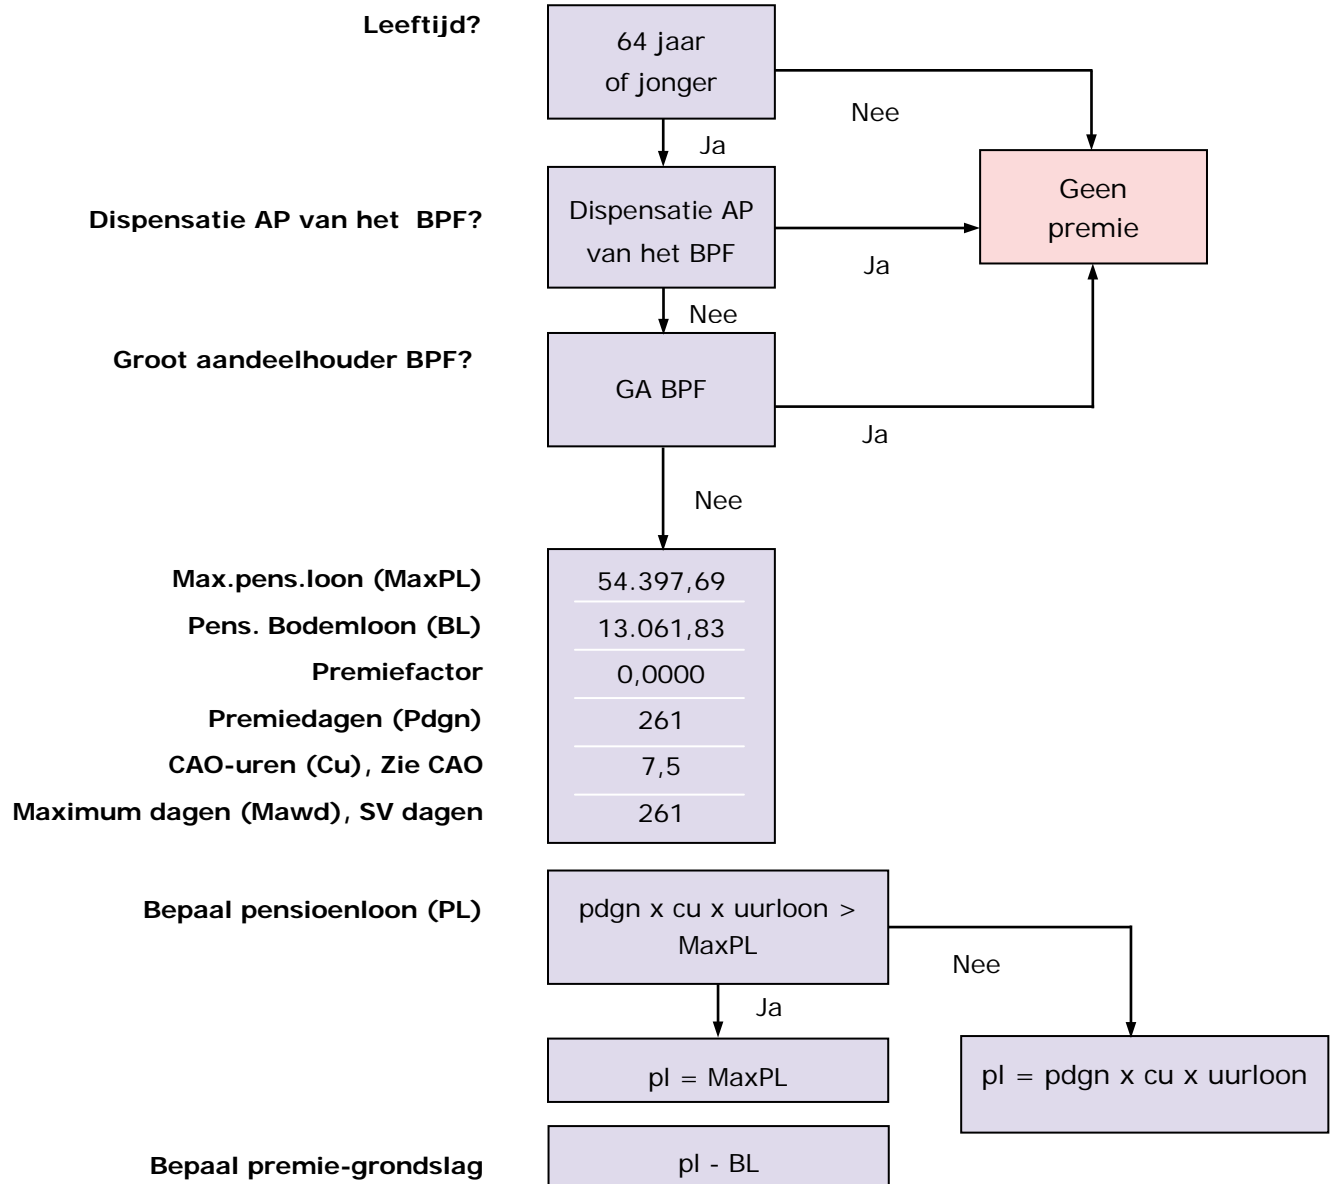 Leeftijd?
64 jaar
of jonger
Nee
Ja
Geen
premie
Dispensatie AP van het BPF?
Dispensatie AP
van het BPF
Ja
Nee
Groot aandeelhouder BPF?
GA BPF
Ja
Nee
Max.pens.loon (MaxPL)
54.397,69
Pens. Bodemloon (BL)
13.061,83
Premiefactor
0,0000
Premiedagen (Pdgn)
261
CAO-uren (Cu), Zie CAO
7,5
Maximum dagen (Mawd), SV dagen
261
Bepaal pensioenloon (PL)
pdgn x cu x uurloon >
MaxPL
Nee
Ja
pl = MaxPL
pl = pdgn x cu x uurloon
Bepaal premie-grondslag
pl - BL